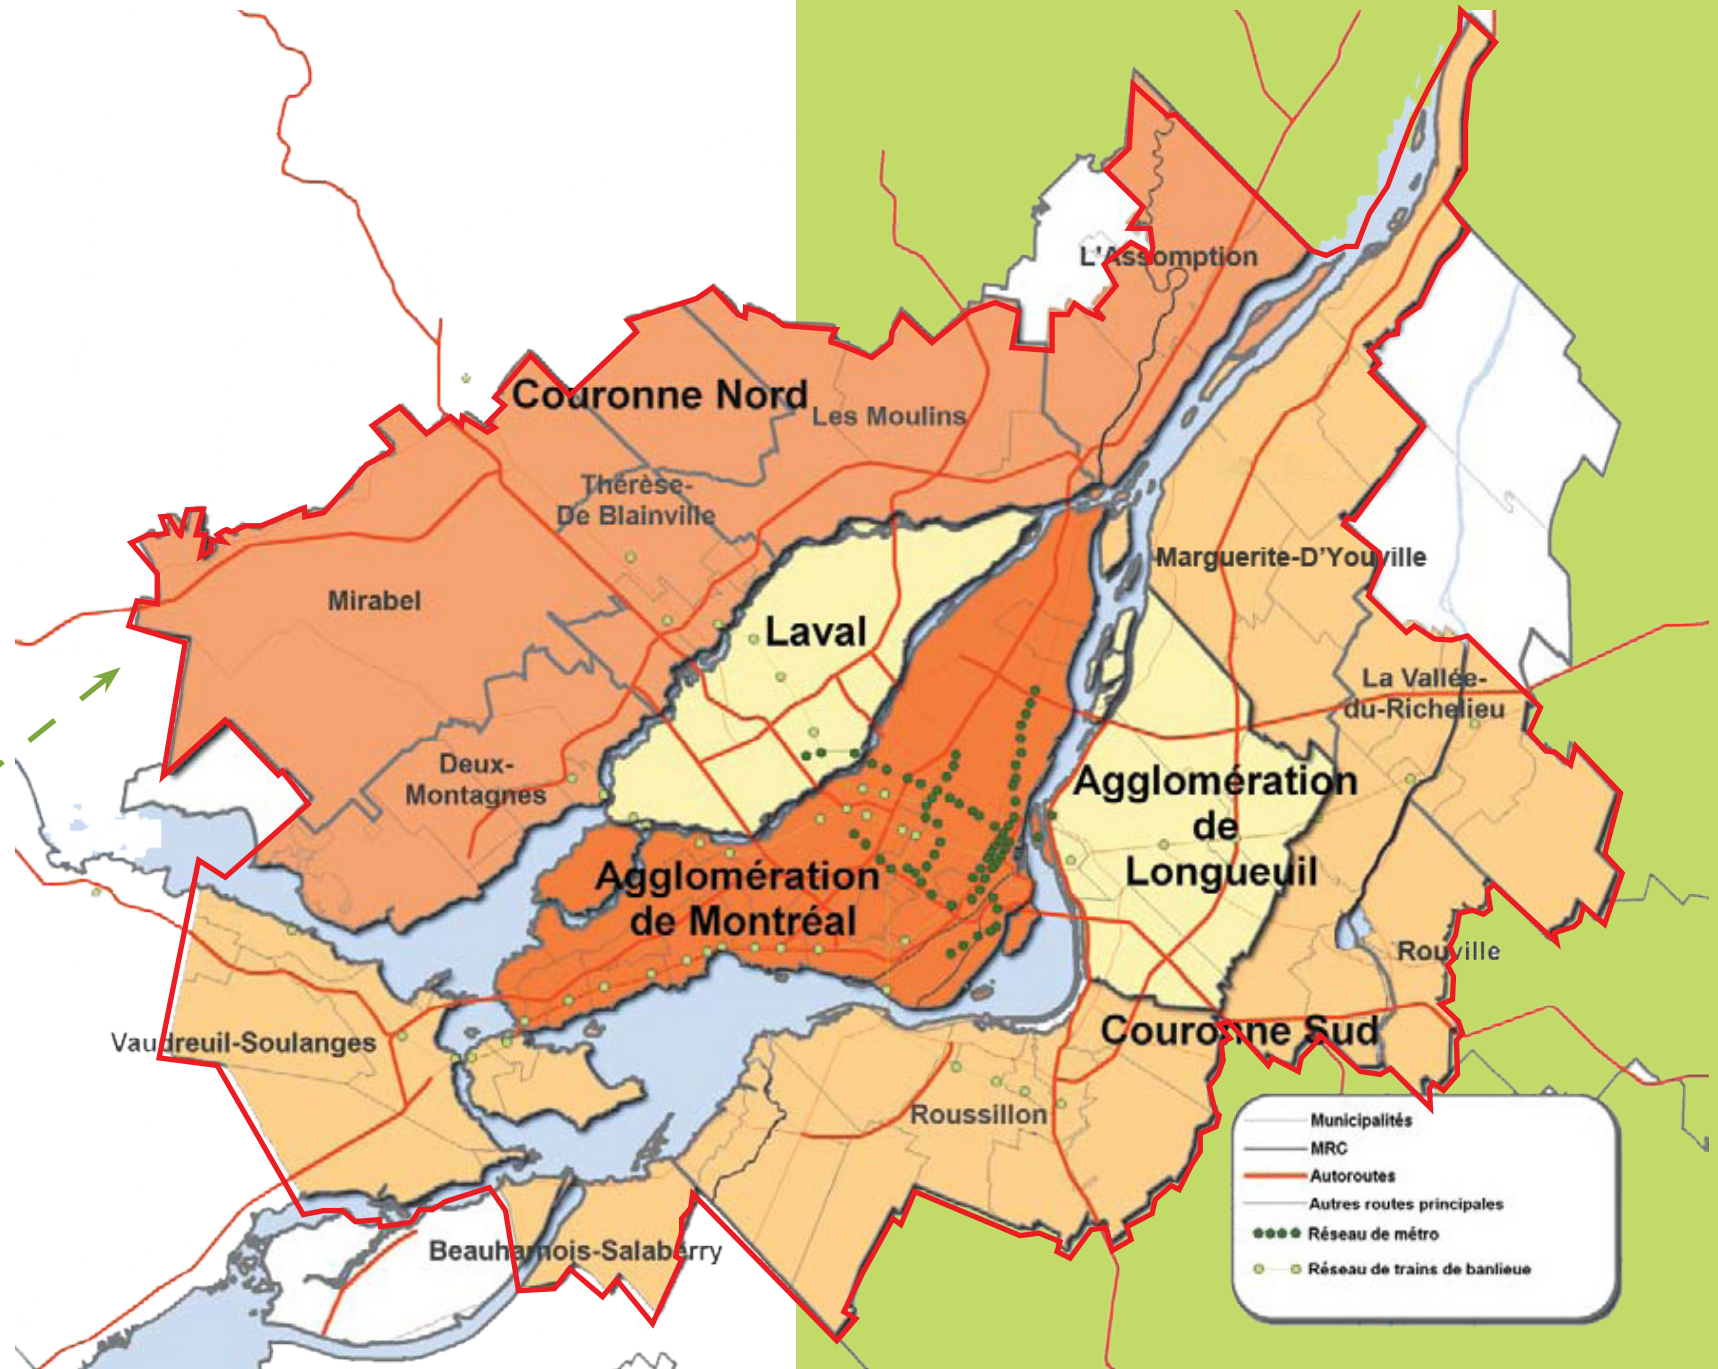 L'Assomption
Couronne Nord
Les Moulins
Thérèse-
De Blainville
Marguerite-D'Youville
Mirabel
Laval
La Vallée-
du-Richelieu
Deux-
Montagnes
Agglomération
de
Longueuil
Agglomération
de Montréal
Rouville
Vaudreuil-Soulanges
Couronne Sud
Roussillon
Beauharnois-Salaberry
Municipalités
MRC
Autoroutes
Autres routes principales
Réseau de métro
Réseau de trains de banlieue